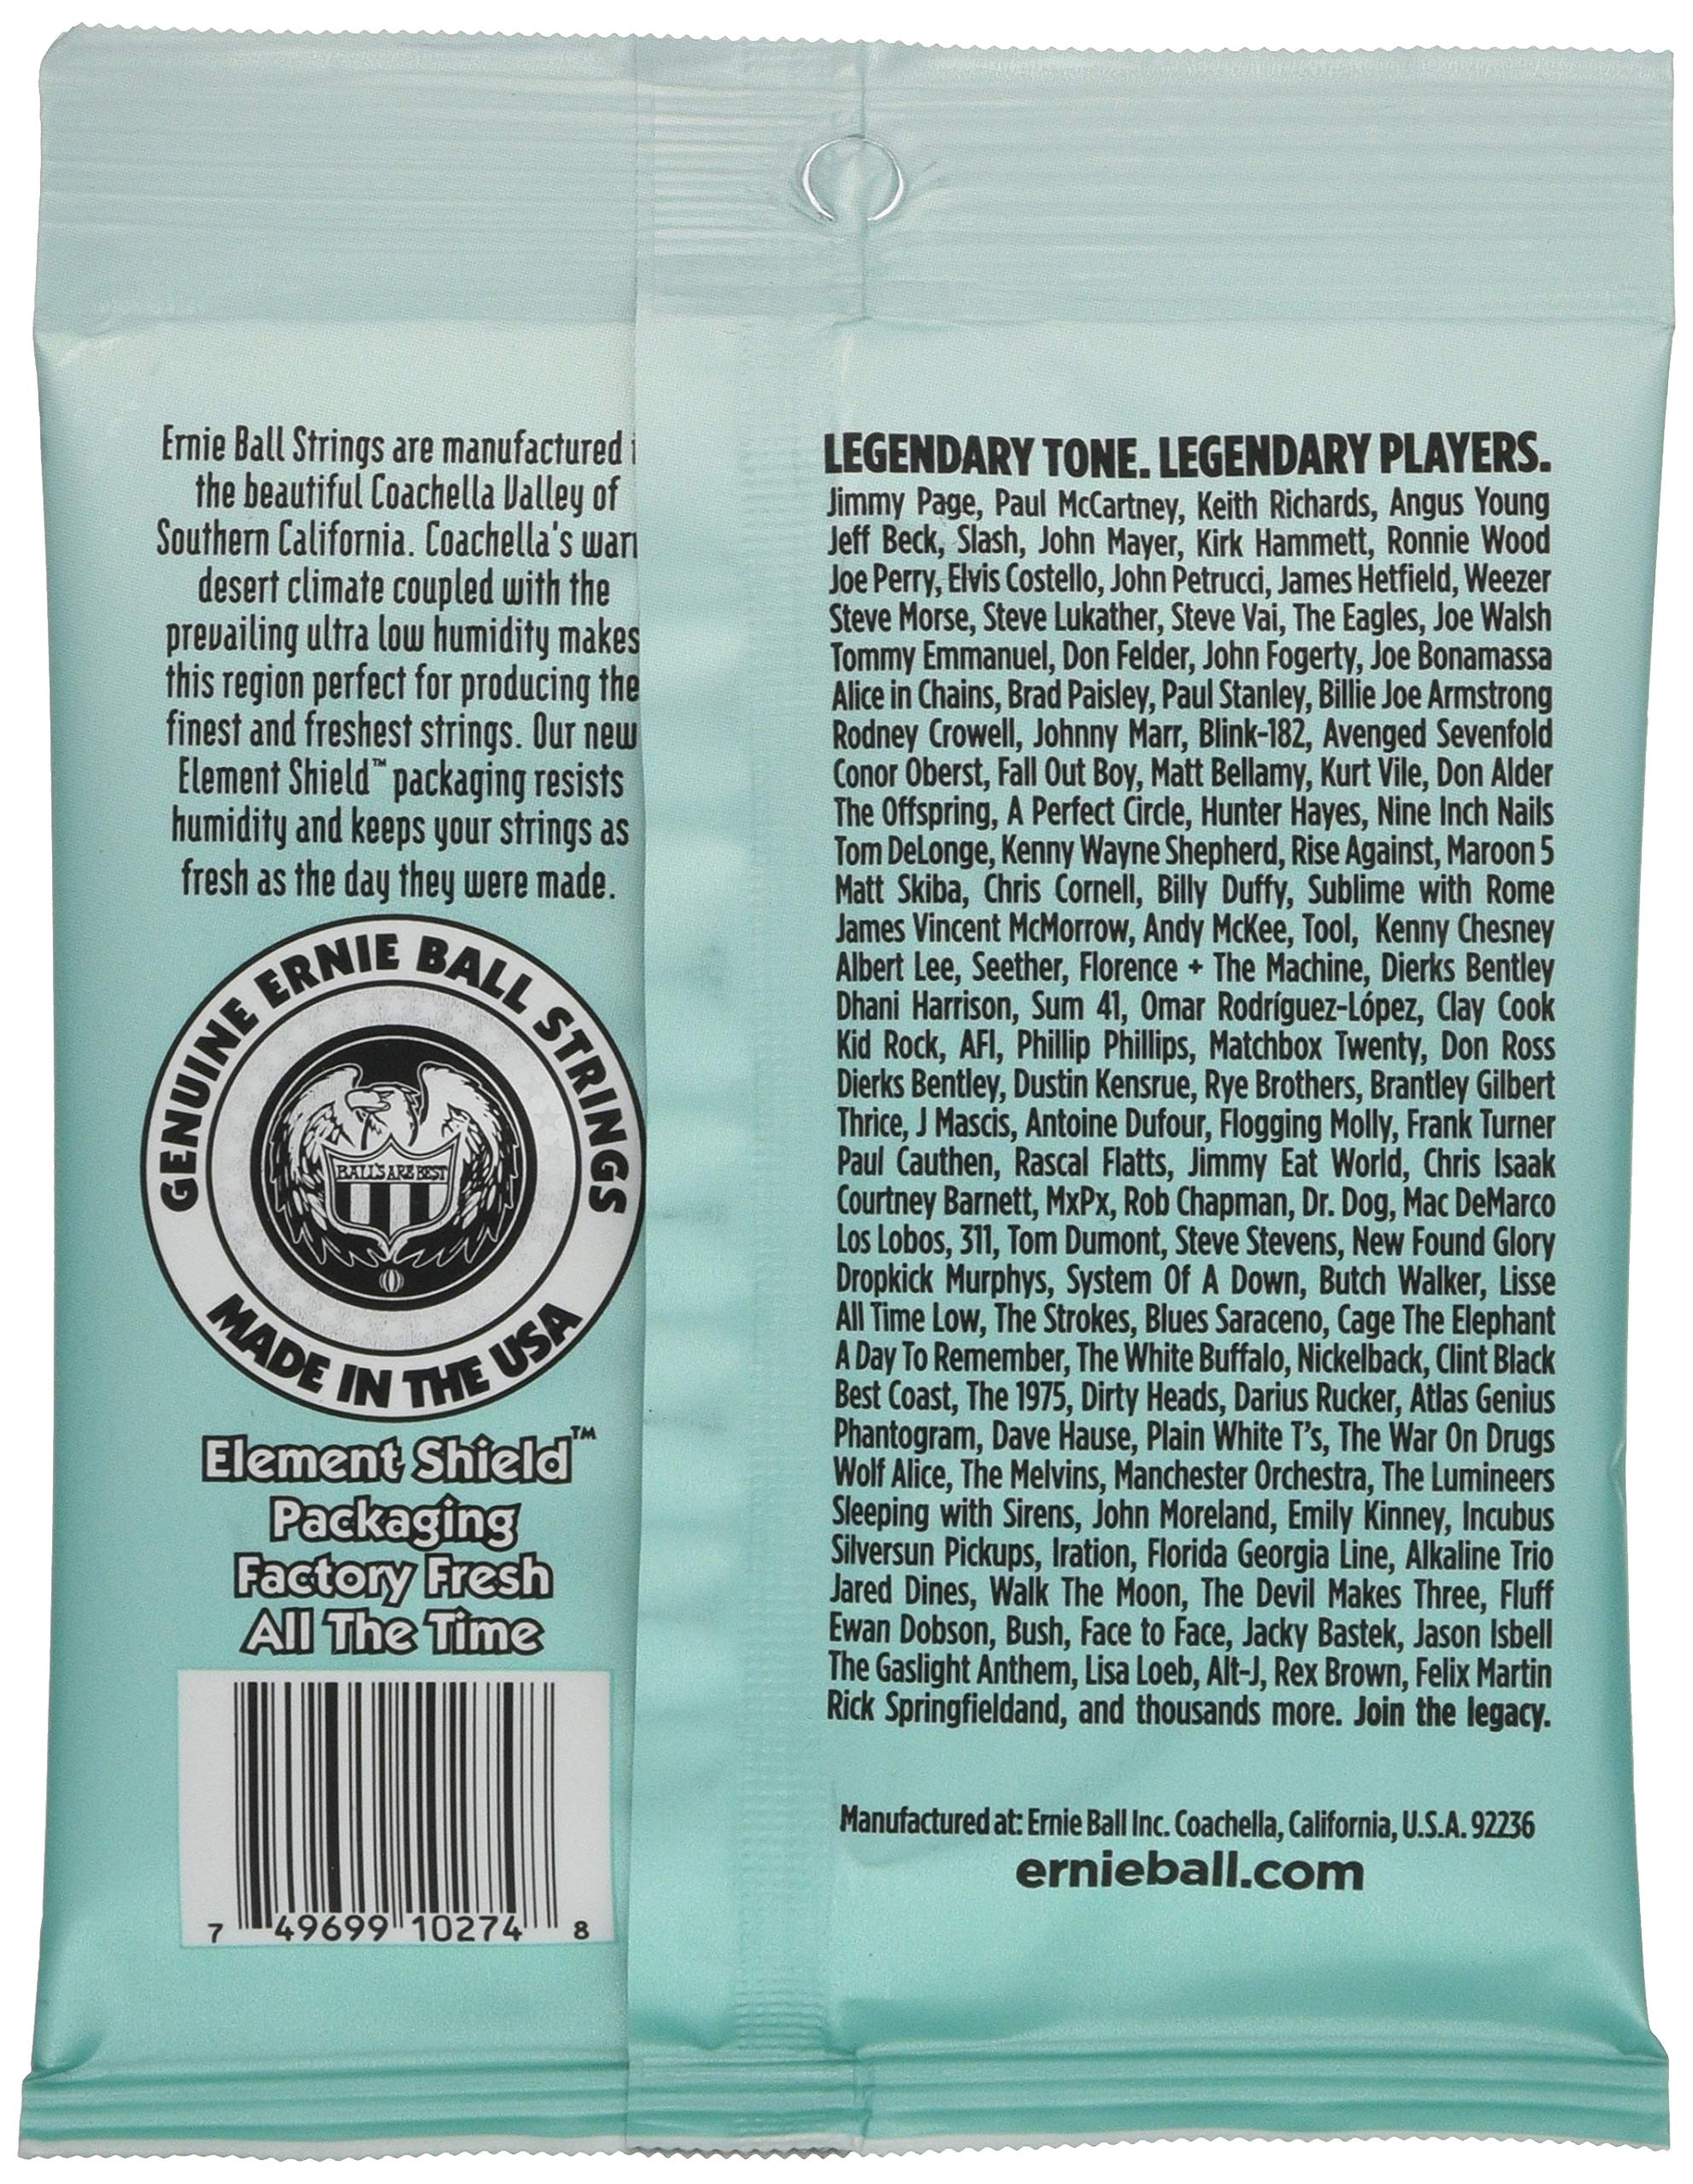 Ernie Ball Strings are manufactured i
the beautiful Coachella Valley of
Southern California. Coachella's warm
desert climate coupled with the
prevailing ultra low humidity makes
this region perfect for producing the
finest and freshest strings. Our new
Element Shield™ packaging resists
humidity and keeps your strings as
fresh as the day they were made.
GENUINE ERNIE BALL STRINGS
BALL'S ARE BEST
MADE IN THE USA
Element Shield™
Packaging
Factory Fresh
All The Time
7 49699 10274 8
LEGENDARY TONE. LEGENDARY PLAYERS.
Jimmy Page, Paul McCartney, Keith Richards, Angus Young
Jeff Beck, Slash, John Mayer, Kirk Hammett, Ronnie Wood
Joe Perry, Elvis Costello, John Petrucci, James Hetfield, Weezer
Steve Morse, Steve Lukather, Steve Vai, The Eagles, Joe Walsh
Tommy Emmanuel, Don Felder, John Fogerty, Joe Bonamassa
Alice in Chains, Brad Paisley, Paul Stanley, Billie Joe Armstrong
Rodney Crowell, Johnny Marr, Blink-182, Avenged Sevenfold
Conor Oberst, Fall Out Boy, Matt Bellamy, Kurt Vile, Don Alder
The Offspring, A Perfect Circle, Hunter Hayes, Nine Inch Nails
Tom DeLonge, Kenny Wayne Shepherd, Rise Against, Maroon 5
Matt Skiba, Chris Cornell, Billy Duffy, Sublime with Rome
James Vincent McMorrow, Andy McKee, Tool, Kenny Chesney
Albert Lee, Seether, Florence + The Machine, Dierks Bentley
Dhani Harrison, Sum 41, Omar Rodríguez-López, Clay Cook
Kid Rock, AFI, Phillip Phillips, Matchbox Twenty, Don Ross
Dierks Bentley, Dustin Kensrue, Rye Brothers, Brantley Gilbert
Thrice, J Mascis, Antoine Dufour, Flogging Molly, Frank Turner
Paul Cauthen, Rascal Flatts, Jimmy Eat World, Chris Isaak
Courtney Barnett, MxPx, Rob Chapman, Dr. Dog, Mac DeMarco
Los Lobos, 311, Tom Dumont, Steve Stevens, New Found Glory
Dropkick Murphys, System Of A Down, Butch Walker, Lisse
All Time Low, The Strokes, Blues Saraceno, Cage The Elephant
A Day To Remember, The White Buffalo, Nickelback, Clint Black
Best Coast, The 1975, Dirty Heads, Darius Rucker, Atlas Genius
Phantogram, Dave Hause, Plain White T's, The War On Drugs
Wolf Alice, The Melvins, Manchester Orchestra, The Lumineers
Sleeping with Sirens, John Moreland, Emily Kinney, Incubus
Silversun Pickups, Iration, Florida Georgia Line, Alkaline Trio
Jared Dines, Walk The Moon, The Devil Makes Three, Fluff
Ewan Dobson, Bush, Face to Face, Jacky Bastek, Jason Isbell
The Gaslight Anthem, Lisa Loeb, Alt-J, Rex Brown, Felix Martin
Rick Springfieldand, and thousands more. Join the legacy.
Manufactured at: Ernie Ball Inc. Coachella, California, U.S.A. 92236
ernieball.com